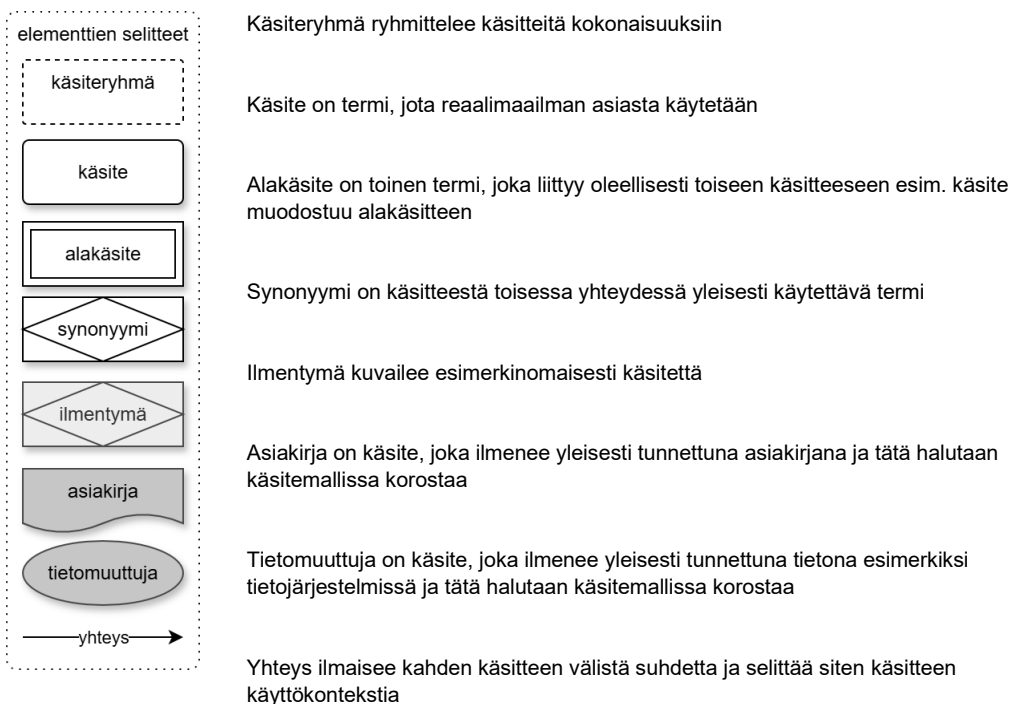 elementtien selitteet
käsiteryhmä
käsite
alakäsite
synonyymi
ilmentymä
asiakirja
tietomuuttuja
yhteys
Käsiteryhmä ryhmittelee käsitteitä kokonaisuuksiin
Käsite on termi, jota reaalimaailman asiasta käytetään
Alakäsite on toinen termi, joka liittyy oleellisesti toiseen käsitteeseen esim. käsite
muodostuu alakäsitteen
Synonyymi on käsitteestä toisessa yhteydessä yleisesti käytettävä termi
Ilmentymä kuvailee esimerkinomaisesti käsitettä
Asiakirja on käsite, joka ilmenee yleisesti tunnettuna asiakirjana ja tätä halutaan
käsitemallissa korostaa
Tietomuuttuja on käsite, joka ilmenee yleisesti tunnettuna tietona esimerkiksi
tietojärjestelmissä ja tätä halutaan käsitemallissa korostaa
Yhteys ilmaisee kahden käsitteen välistä suhdetta ja selittää siten käsitteen
käyttökontekstia